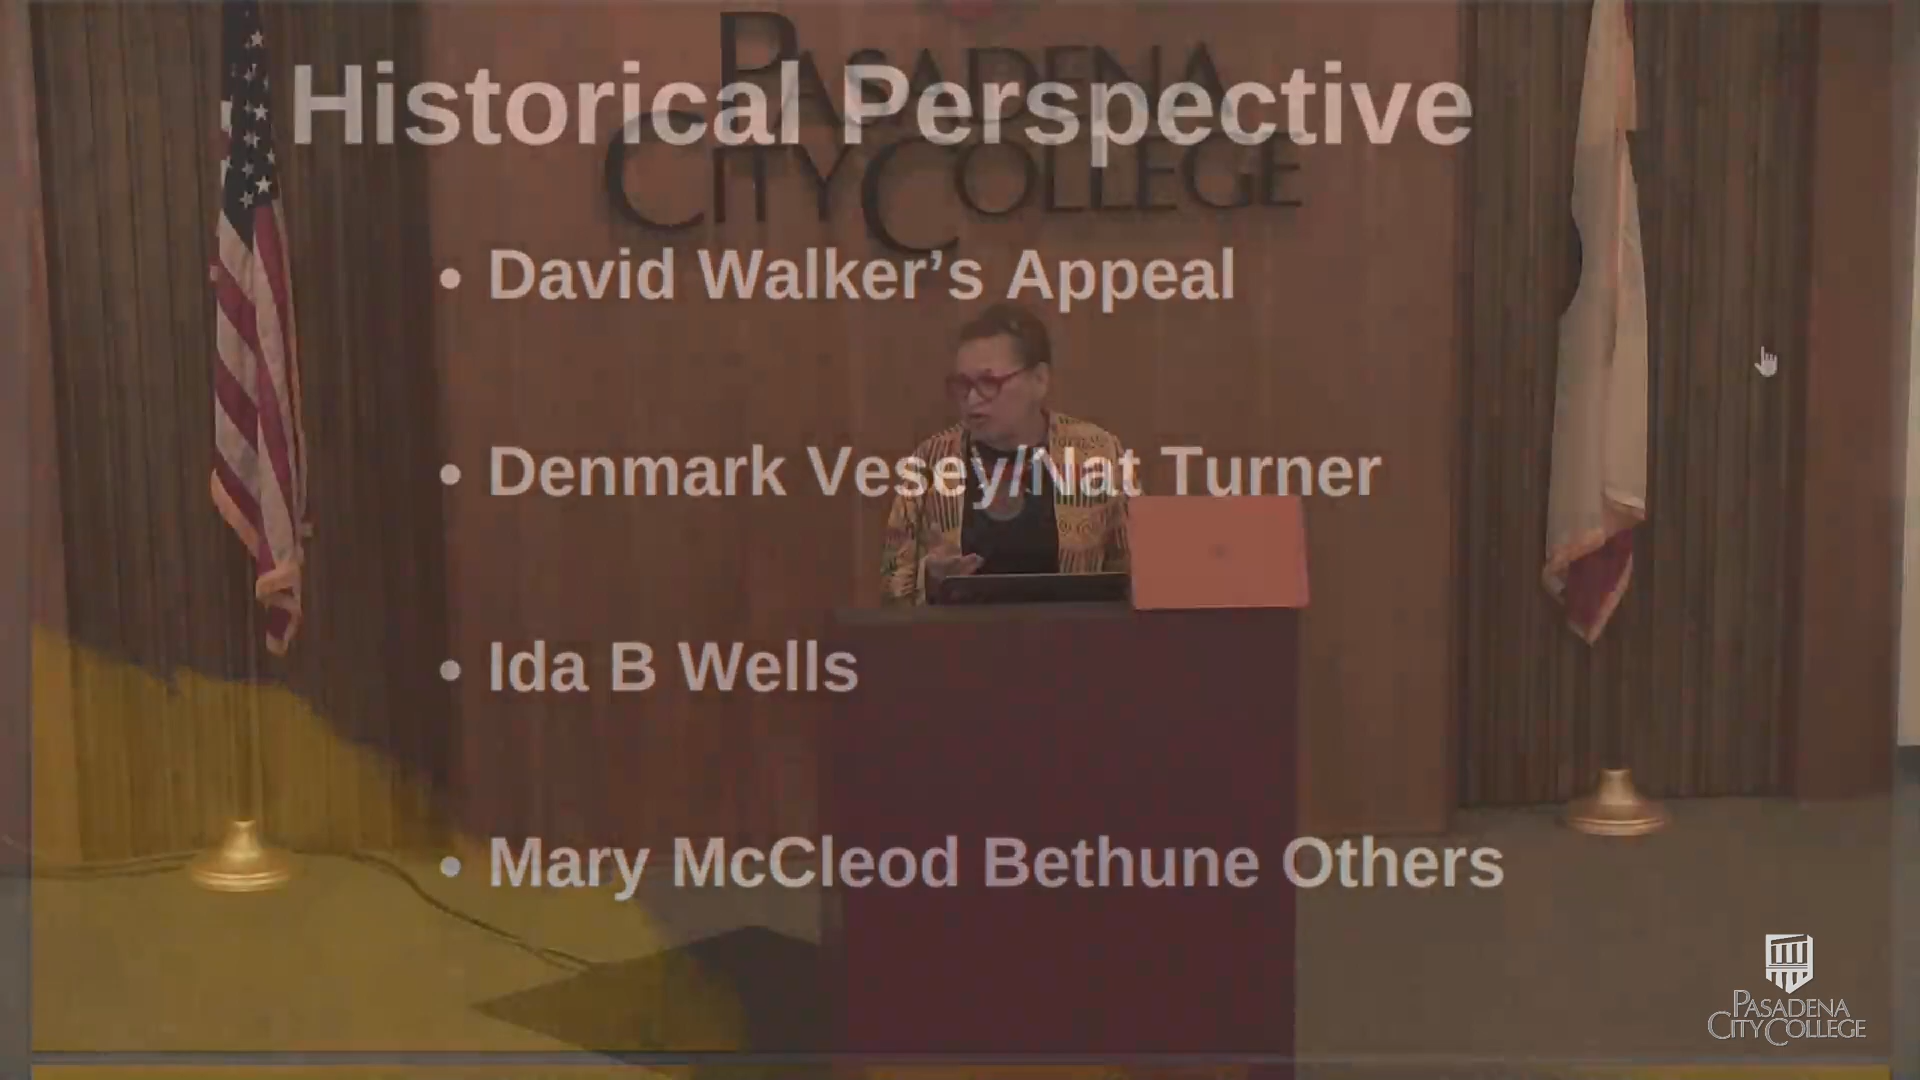 PASADENA
CITY COLLEGE
Historical Perspective
• David Walker’s Appeal
• Denmark Vesey/Nat Turner
• Ida B Wells
• Mary McCleod Bethune Others
PASADENA
CITY COLLEGE